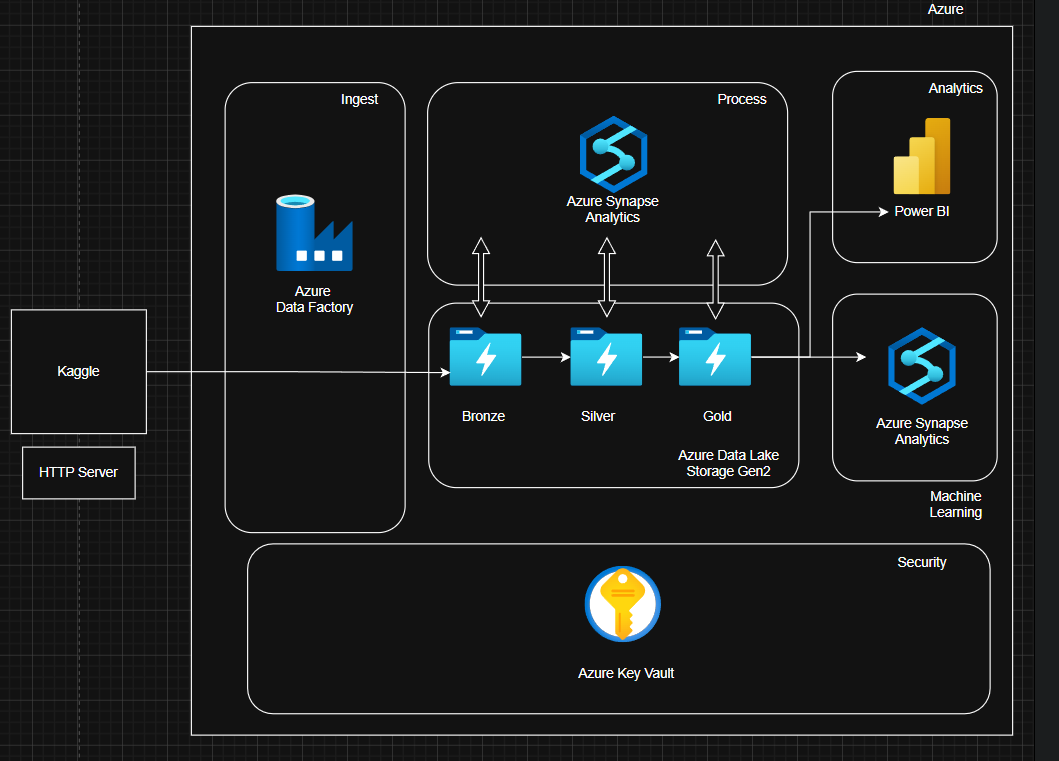 Azure
Ingest
Process
Analytics
Azure Synapse
Analytics
Power BI
Azure
Data Factory
Kaggle
HTTP Server
Bronze
Silver
Gold
Azure Data Lake
Storage Gen2
Azure Synapse
Analytics
Machine
Learning
Security
Azure Key Vault